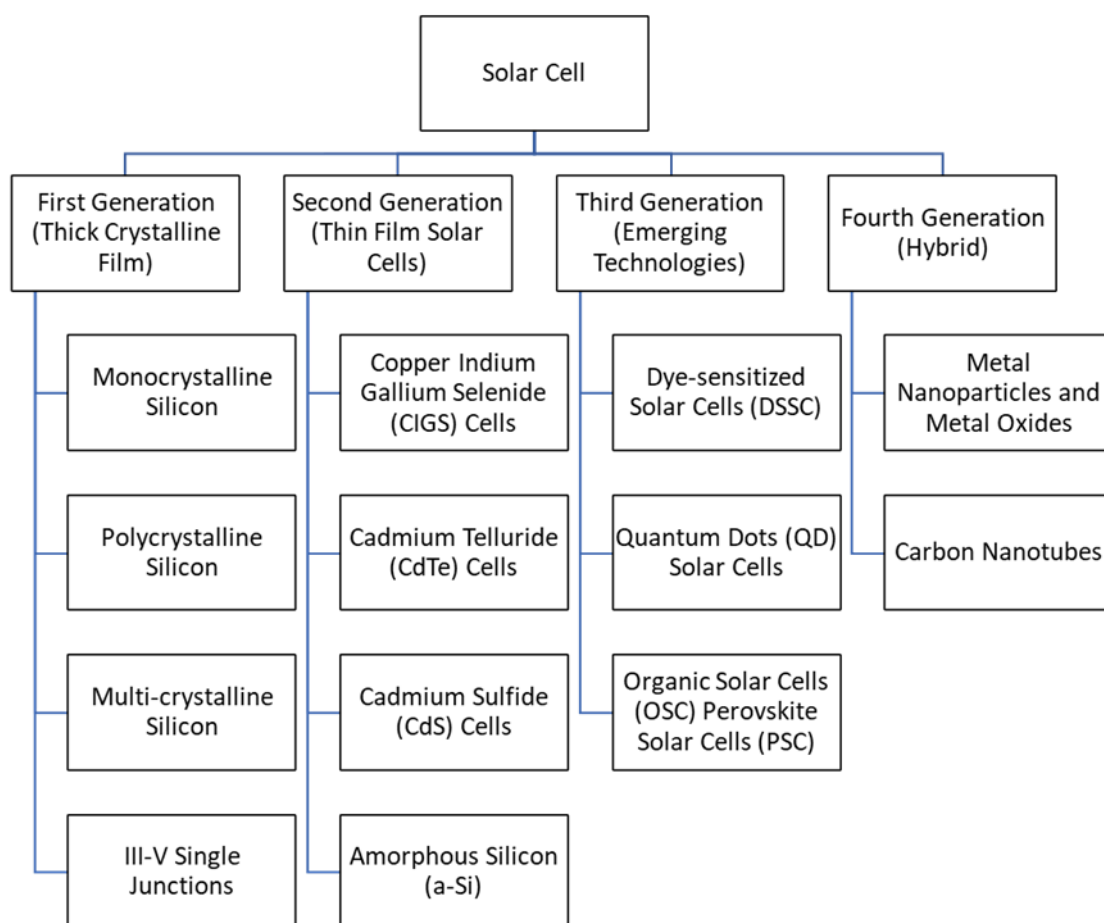 Solar Cell
First Generation
(Thick Crystalline
Film)
Second Generation
(Thin Film Solar
Cells)
Third Generation
(Emerging
Technologies)
Fourth Generation
(Hybrid)
Monocrystalline
Silicon
Copper Indium
Gallium Selenide
(CIGS) Cells
Dye-sensitized
Solar Cells (DSSC)
Metal
Nanoparticles and
Metal Oxides
Polycrystalline
Silicon
Cadmium Telluride
(CdTe) Cells
Quantum Dots (QD)
Solar Cells
Carbon Nanotubes
Multi-crystalline
Silicon
Cadmium Sulfide
(CdS) Cells
Organic Solar Cells
(OSC) Perovskite
Solar Cells (PSC)
III-V Single
Junctions
Amorphous Silicon
(a-Si)